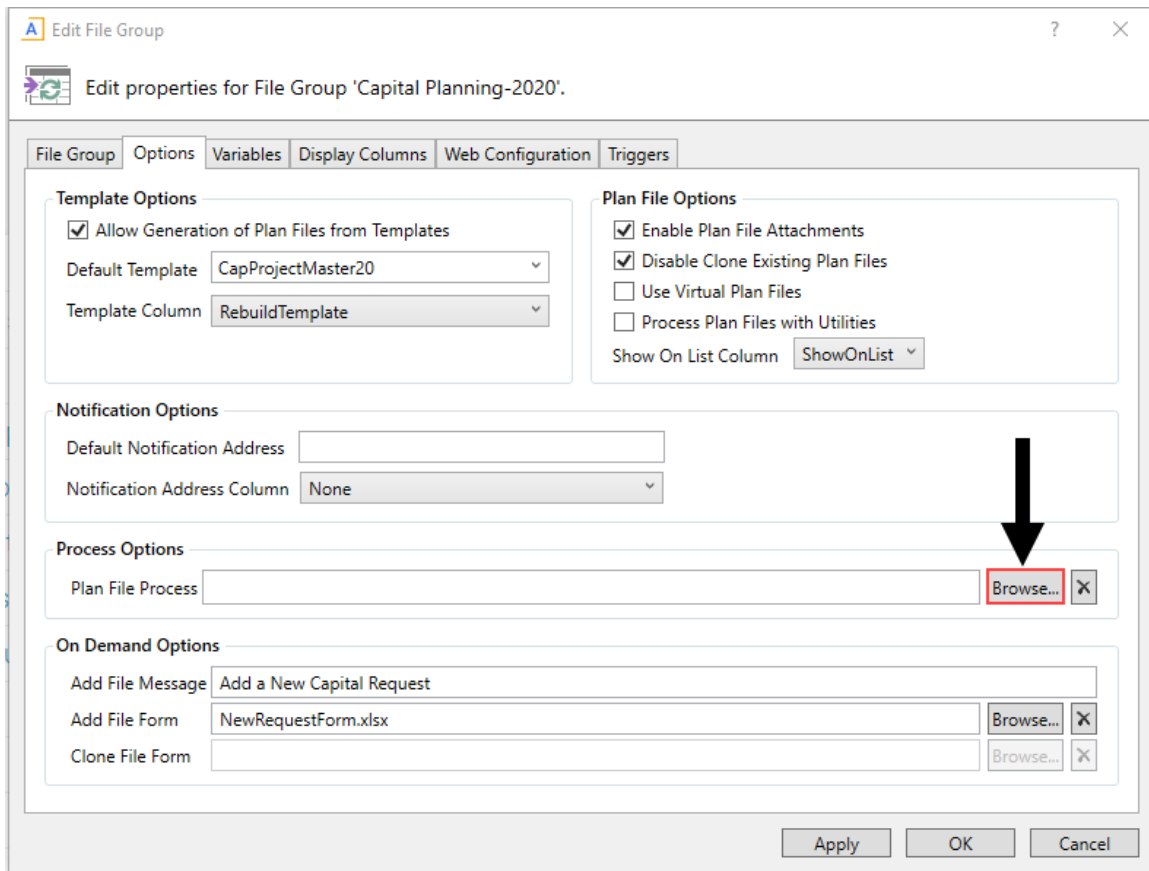 A Edit File Group ?
Edit properties for File Group 'Capital Planning-2020'.
File Group Options Variables Display Columns Web Configuration Triggers
Template Options
Allow Generation of Plan Files from Templates
Default Template CapProjectMaster20
Template Column RebuildTemplate
Plan File Options
Enable Plan File Attachments
Disable Clone Existing Plan Files
Use Virtual Plan Files
Process Plan Files with Utilities
Show On List Column ShowOnList
Notification Options
Default Notification Address
Notification Address Column None
Process Options
Plan File Process Browse...
On Demand Options
Add File Message Add a New Capital Request
Add File Form NewRequestForm.xlsx Browse...
Clone File Form Browse...
Apply OK Cancel